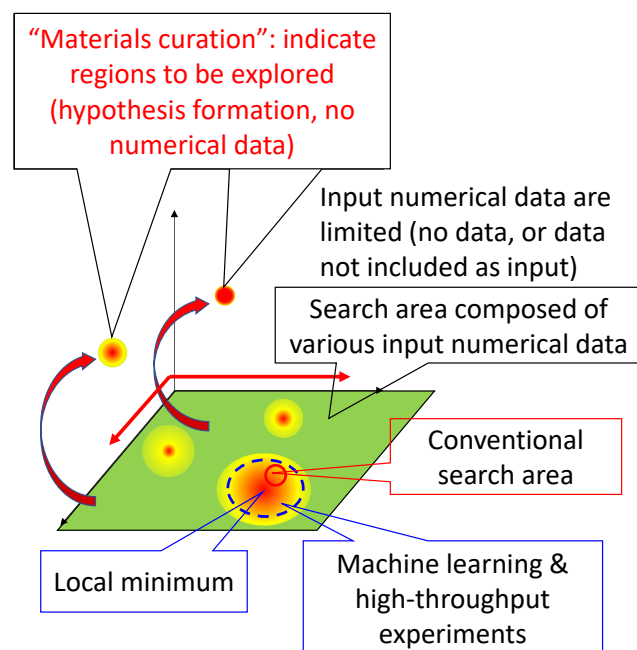 “Materials curation”: indicate
regions to be explored
(hypothesis formation, no
numerical data)
Input numerical data are
limited (no data, or data
not included as input)
Search area composed of
various input numerical data
Conventional
search area
Local minimum
Machine learning &
high-throughput
experiments